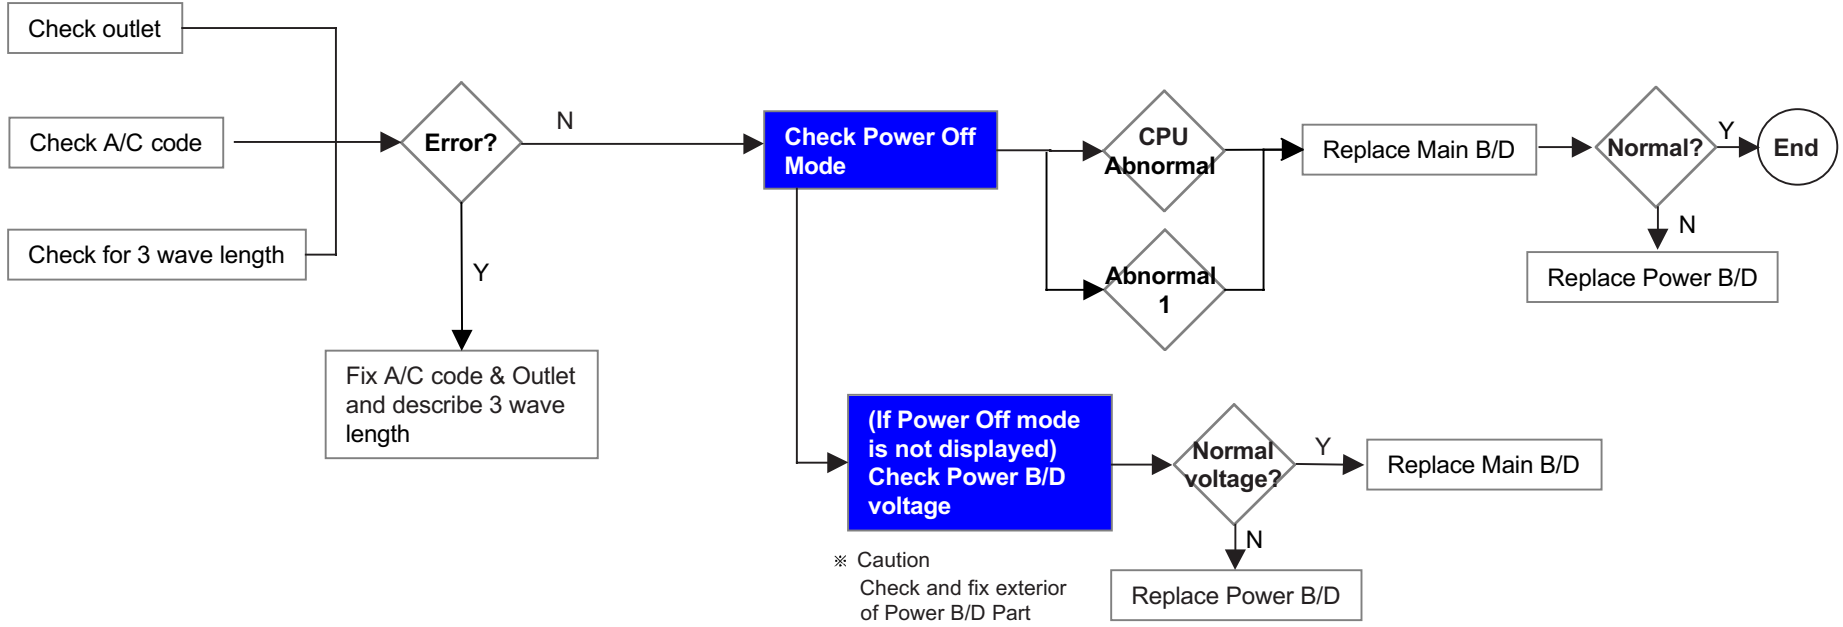 Check outlet
Check A/C code
Check for 3 wave length
Error?
N
Y
Fix A/C code & Outlet
and describe 3 wave
length
Check Power Off
Mode
CPU
Abnormal
Abnormal
1
Replace Main B/D
Normal?
Y
End
N
Replace Power B/D
(If Power Off mode
is not displayed)
Check Power B/D
voltage
Normal
voltage?
Y
Replace Main B/D
N
Replace Power B/D
※ Caution
Check and fix exterior
of Power B/D Part